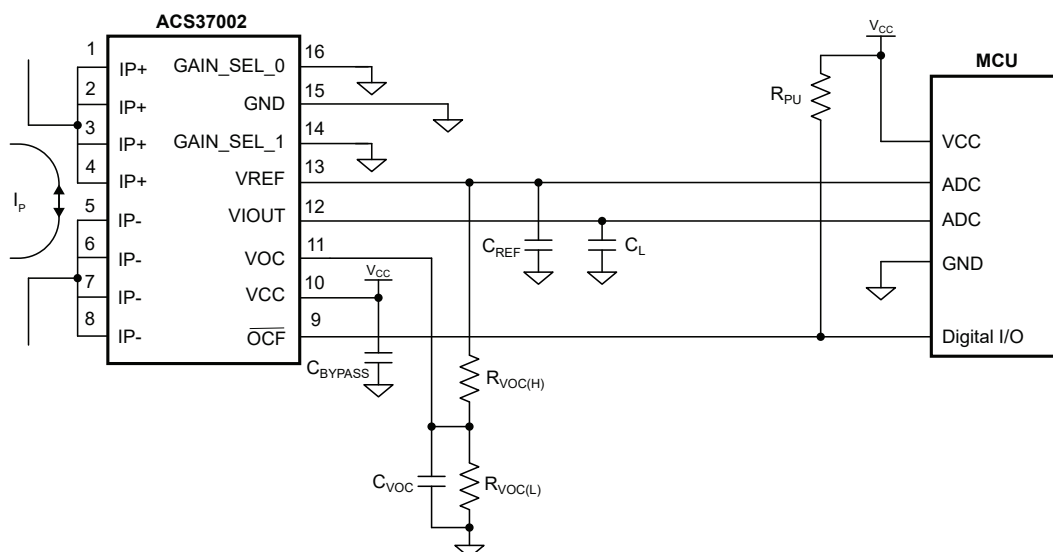 ACS37002
1
IP+
2
IP+
3
IP+
4
IP+
5
IP-
6
IP-
7
IP-
8
IP-
I_P
GAIN_SEL_0
16
GND
15
GAIN_SEL_1
14
VREF
13
VIOUT
12
VOC
11
VCC
10
OCF
9
V_CC
C_BYPASS
C_REF
C_L
R_VOC(H)
C_VOC
R_VOC(L)
V_CC
R_PU
MCU
VCC
ADC
ADC
GND
Digital I/O